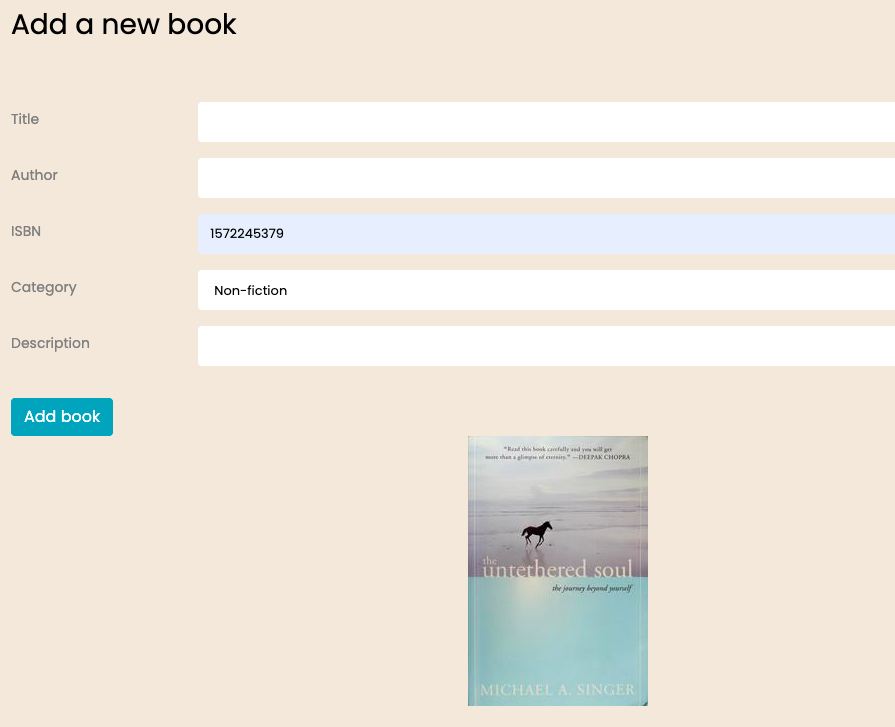 Add a new book
Title
Author
ISBN
1572245379
Category
Non-fiction
Description
Add book
"Read this book carefully and you will get
more than a glimpse of eternity." —DEEPAK CHOPRA
the
untethered soul
the journey beyond yourself
MICHAEL A. SINGER